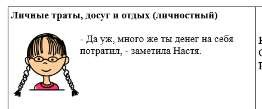 Личные траты, досуг и отдых (личностный)
- Да уж, много же ты денег на себя
потратил, - заметила Настя.